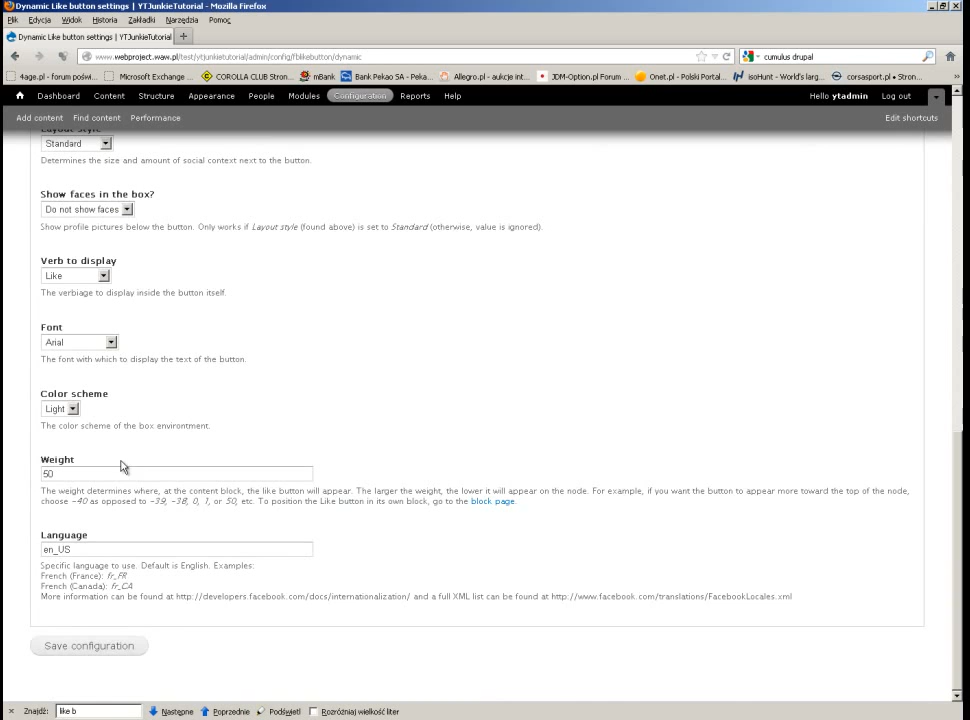 Dynamic Like button settings | YTJunkieTutorial - Mozilla Firefox
Plik Edycja Widok Historia Zakładki Narzędzia Pomoc
Dynamic Like button settings | YTJunkieTutorial
www.webproject.waw.pl/test/ytjunkietutorial/admin/config/fblikebutton/dynamic
cumulus drupal
4age.pl - forum poświ... Microsoft Exchange ... COROLLA CLUB Stron... mBank Bank Pekao SA - Peka... Allegro.pl - aukcje int... JDM-Option.pl Forum ... Onet.pl - Polski Portal... isoHunt - World's larg... corsasport.pl • Stron...
Dashboard Content Structure Appearance People Modules Configuration Reports Help Hello ytadmin Log out
Add content Find content Performance Edit shortcuts
Layout style
Standard
Determines the size and amount of social context next to the button.
Show faces in the box?
Do not show faces
Show profile pictures below the button. Only works if Layout style (found above) is set to Standard (otherwise, value is ignored).
Verb to display
Like
The verbiage to display inside the button itself.
Font
Arial
The font with which to display the text of the button.
Color scheme
Light
The color scheme of the box environtment.
Weight
50
The weight determines where, at the content block, the like button will appear. The larger the weight, the lower it will appear on the node. For example, if you want the button to appear more toward the top of the node,
choose -40 as opposed to -39, -38, 0, 1, or 50, etc. To position the Like button in its own block, go to the block page.
Language
en_US
Specific language to use. Default is English. Examples:
French (France): fr_FR
French (Canada): fr_CA
More information can be found at http://developers.facebook.com/docs/internationalization/ and a full XML list can be found at http://www.facebook.com/translations/FacebookLocales.xml
Save configuration
Znajdź: like b Następne Poprzednie Podświetl Rozróżniaj wielkość liter